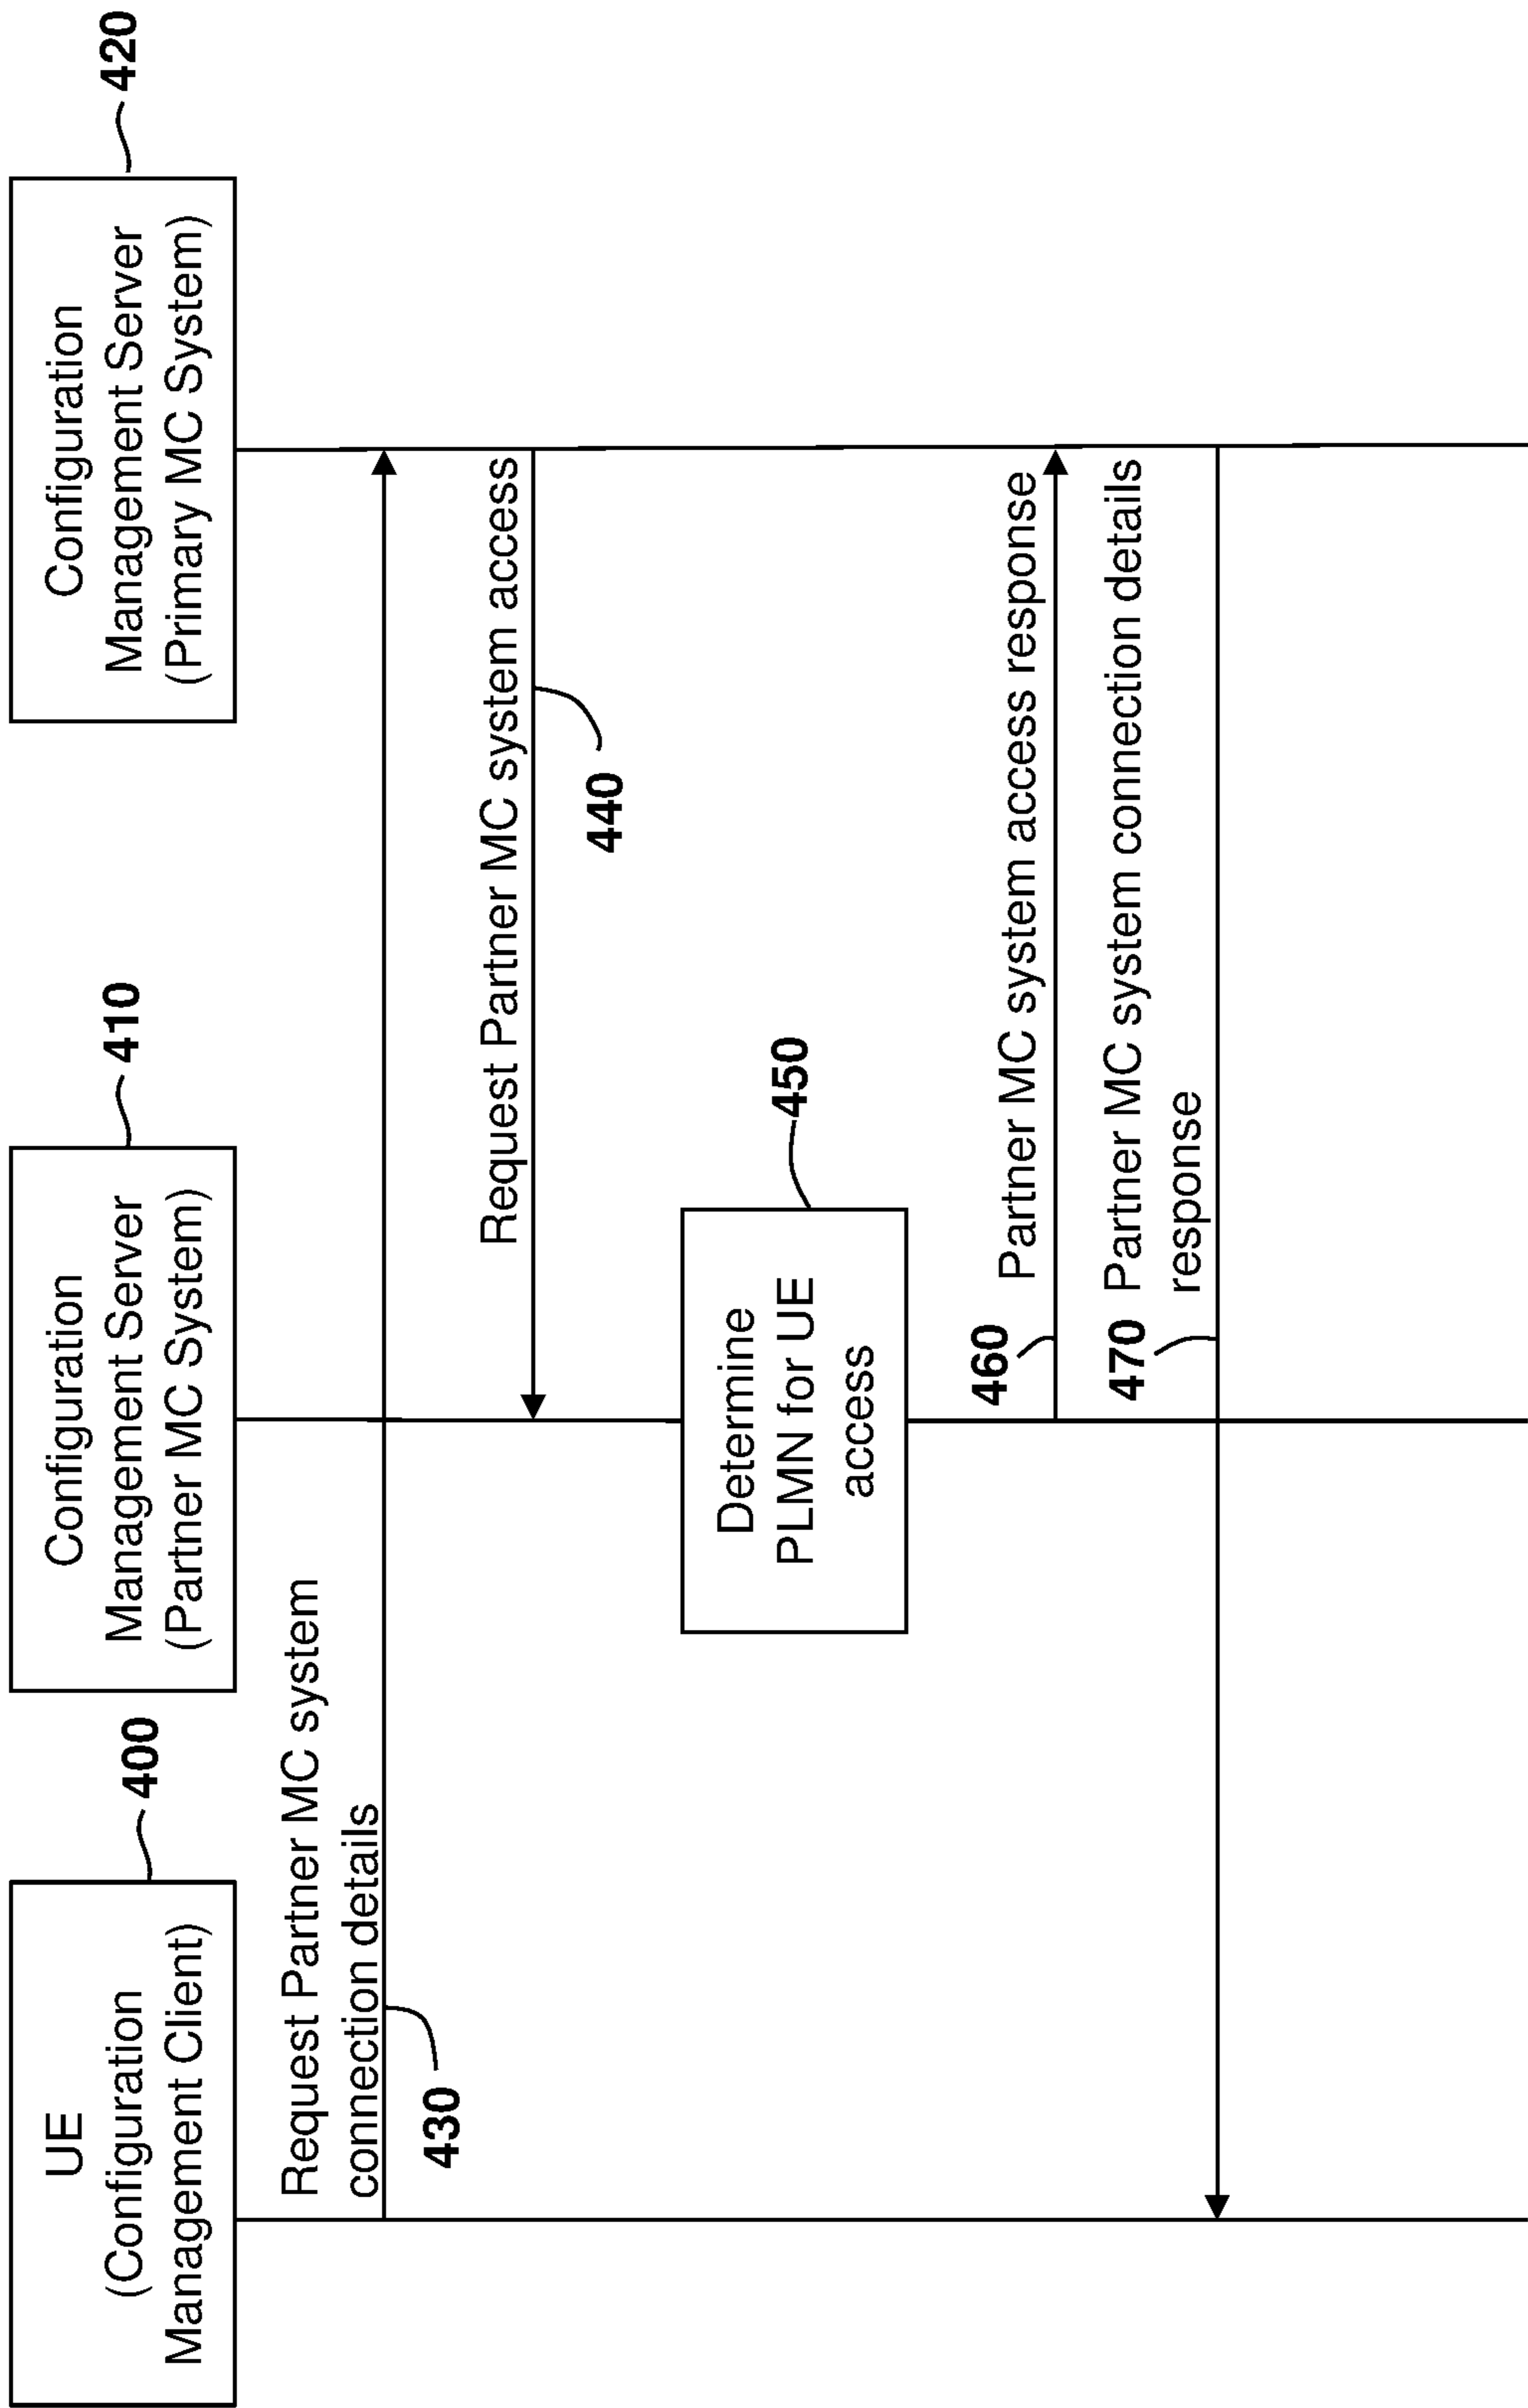 UE
(Configuration
Management Client)
400
Configuration
Management Server
(Partner MC System)
410
Configuration
Management Server
(Primary MC System)
420
Request Partner MC system
connection details
430
Request Partner MC system access
440
Determine
PLMN for UE
access
450
460
Partner MC system access response
470
Partner MC system connection details
response